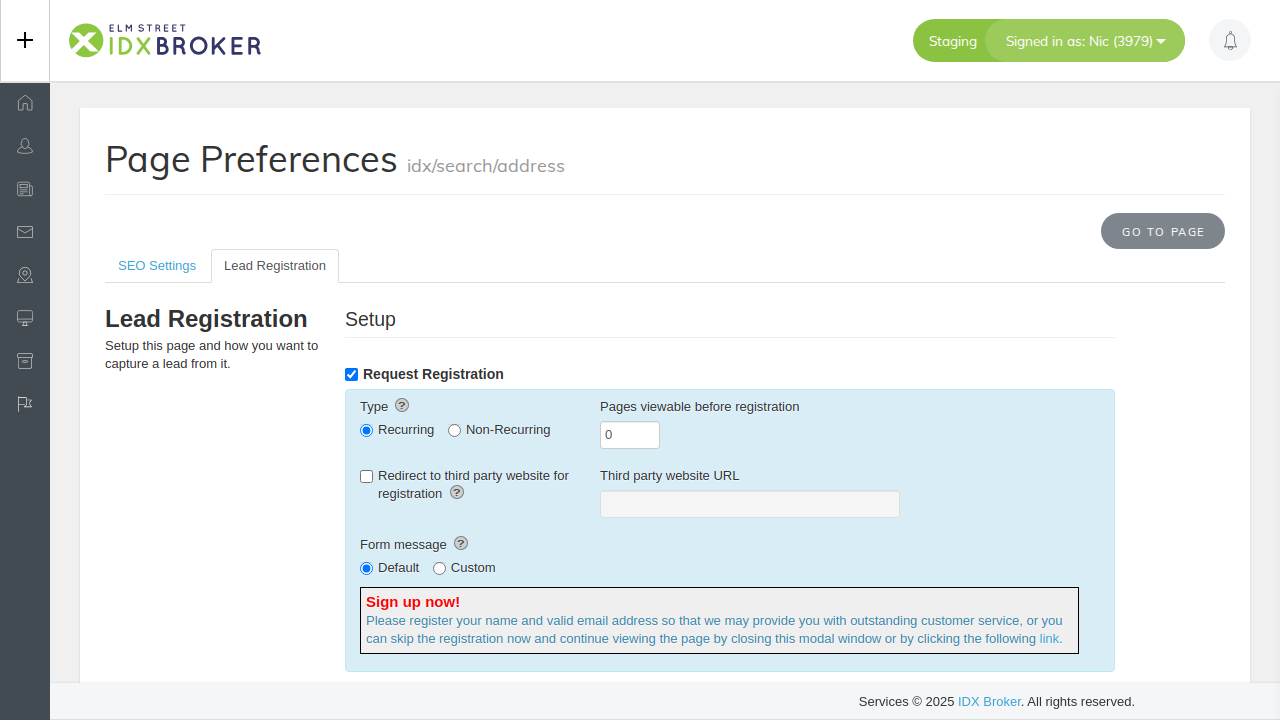 ELM STREET
IDXBROKER
Staging
Signed in as: Nic (3979)
Page Preferences idx/search/address
GO TO PAGE
SEO Settings
Lead Registration
Lead Registration
Setup this page and how you want to
capture a lead from it.
Setup
Request Registration
Type ?
Pages viewable before registration
Recurring
Non-Recurring
0
Redirect to third party website for
registration ?
Third party website URL
Form message ?
Default
Custom
Sign up now!
Please register your name and valid email address so that we may provide you with outstanding customer service, or you
can skip the registration now and continue viewing the page by closing this modal window or by clicking the following link.
Services © 2025 IDX Broker. All rights reserved.